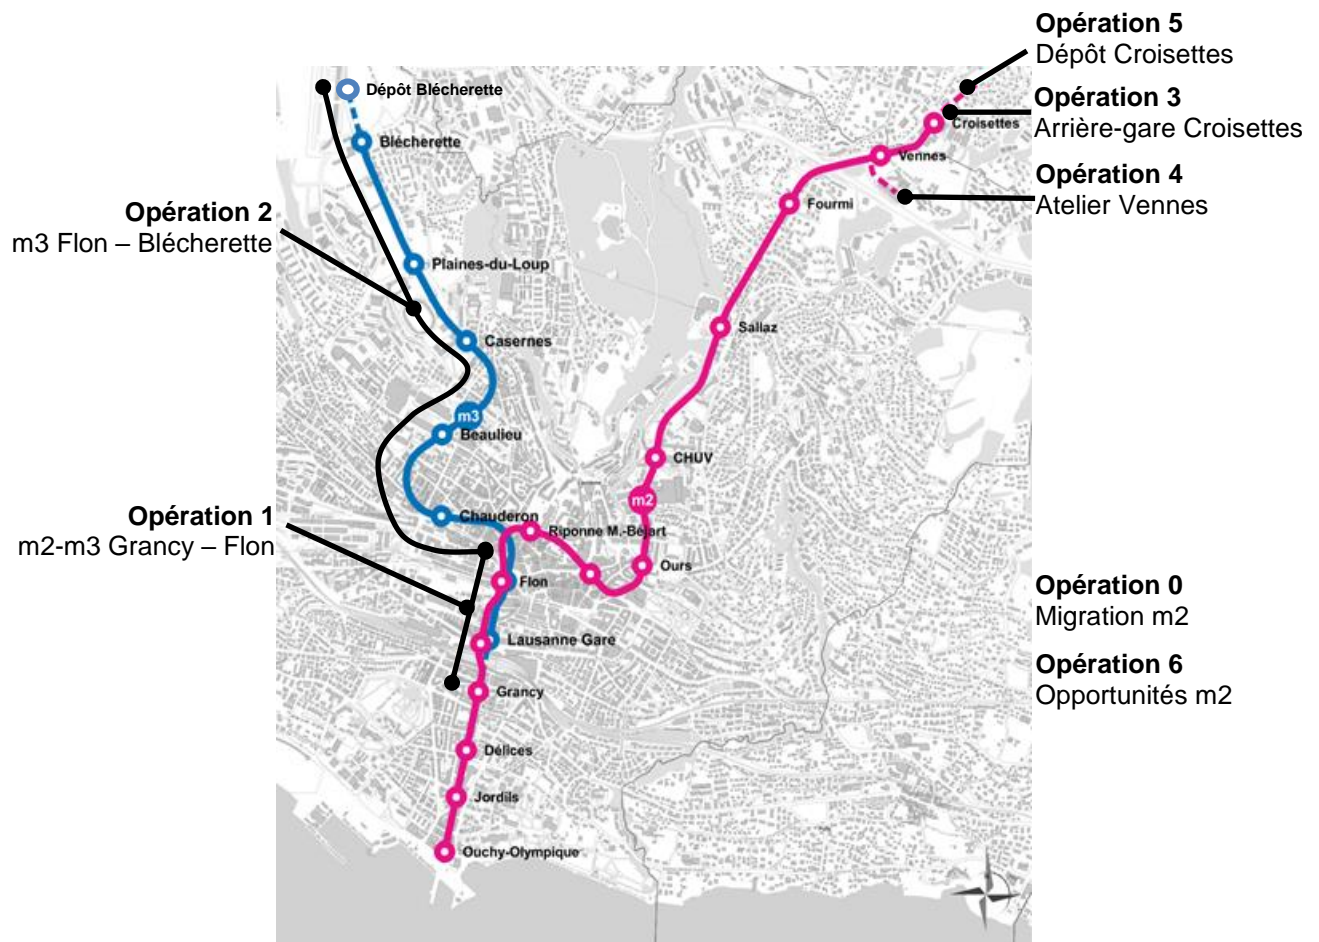 Opération 5
Dépôt Croisettes
Opération 3
Arrière-gare Croisettes
Opération 4
Atelier Vennes
Dépôt Blécherette
Blécherette
Croisettes
Vennes
Fourmi
Opération 2
m3 Flon – Blécherette
Plaines-du-Loup
Sallaz
Casernes
m3
Beaulieu
CHUV
m2
Opération 1
m2-m3 Grancy – Flon
Chauderon
Riponne M.-Béjart
Ours
Flon
Lausanne Gare
Grancy
Délices
Jordils
Ouchy-Olympique
Opération 0
Migration m2
Opération 6
Opportunités m2